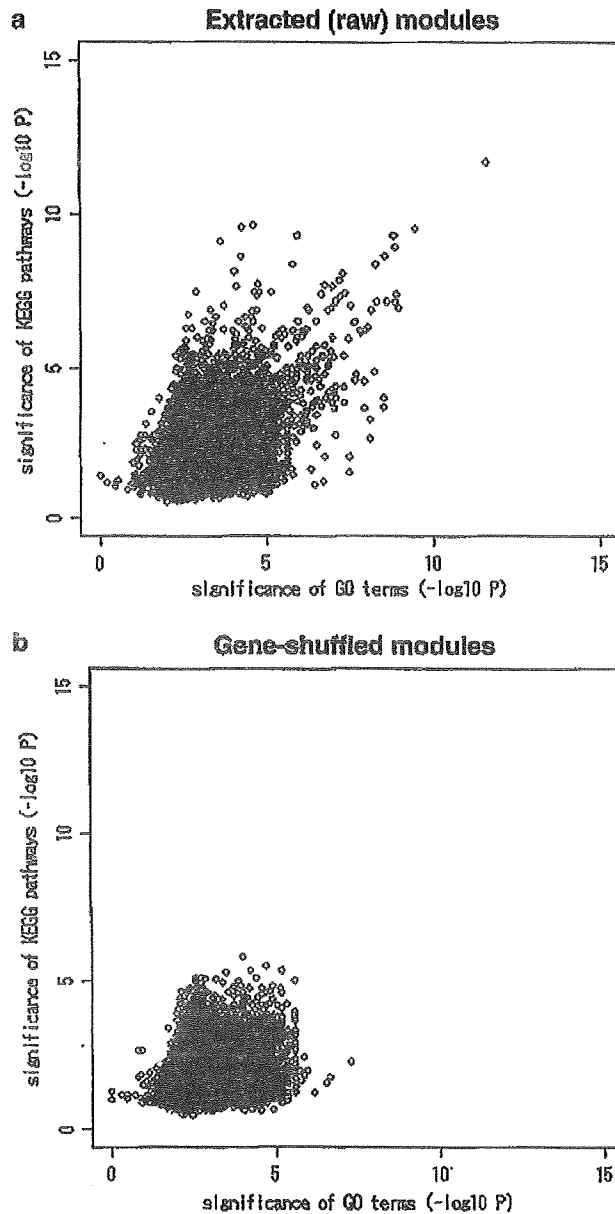 a Extracted (raw) modules
significance of KEGG pathways (-log10 P)
15
10
5
0
0 5 10 15
significance of GO terms (-log10 P)
b Gene-shuffled modules
significance of KEGG pathways (-log10 P)
15
10
5
0
0 5 10 15
significance of GO terms (-log10 P)